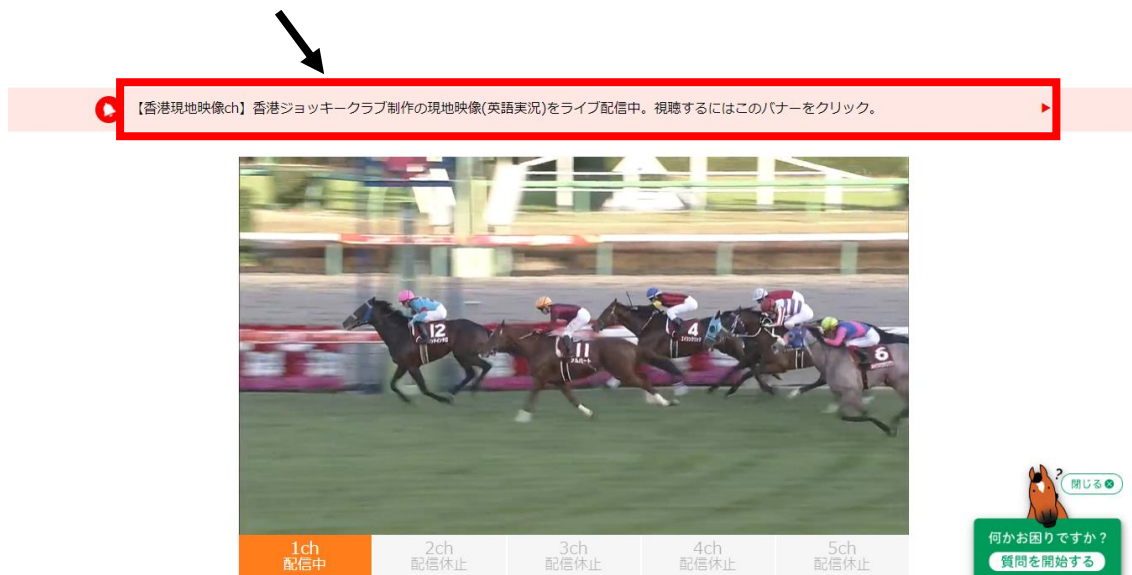 【香港現地映像ch】香港ジョッキークラブ制作の現地映像(英語実況)をライブ配信中。視聴するにはこのバナーをクリック。
12
11
アルバート
4
6
1ch
配信中
2ch
配信休止
3ch
配信休止
4ch
配信休止
5ch
配信休止
?
閉じる
何かお困りですか？
質問を開始する